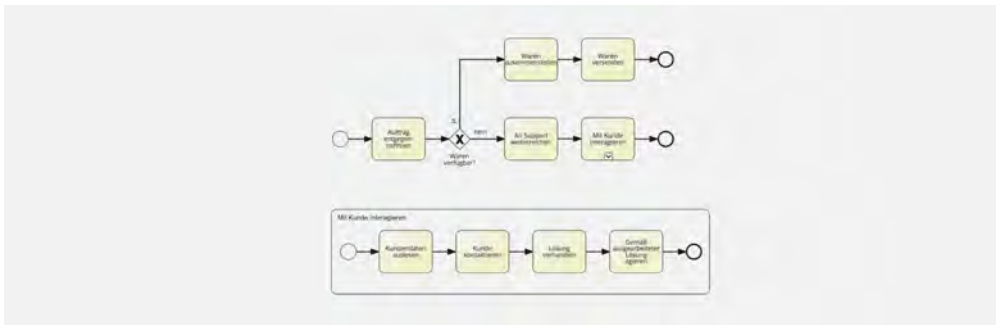 Waren
zusammenstellen
Waren
versenden
Ja
nein
Auftrag
entgegen-
nehmen
Waren
verfügbar?
An Support
weiterreichen
Mit Kunde
interagieren
Mit Kunde interagieren
Kundendaten
auslesen
Kunde
kontaktieren
Lösung
verhandeln
Gemäß
ausgearbeiteter
Lösung
agieren